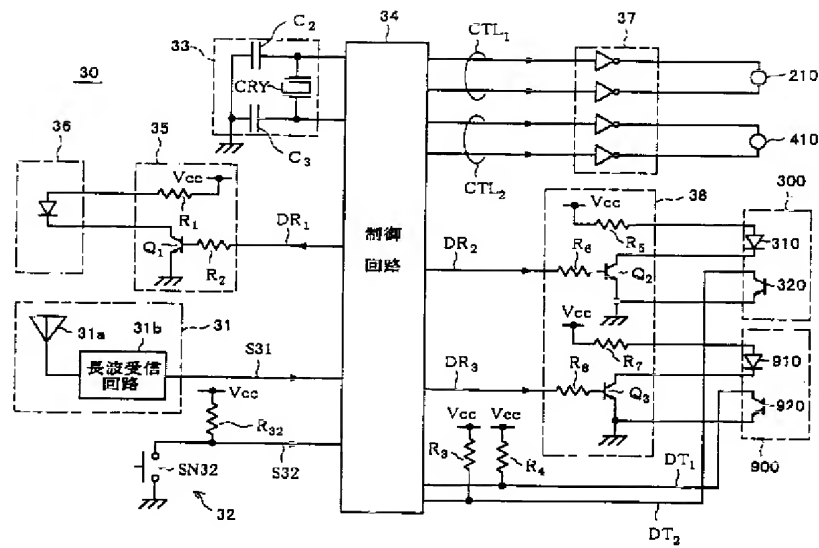 C2
34
33
CTL1
37
30
CRY
210
C3
410
36
35
CTL2
Vcc
38
300
Vcc
R1
R5
310
DR1
制御
回路
DR2
R6
Q1
R2
Q2
320
31
31a
31b
長波受信
回路
S31
Vcc
R7
910
DR3
R8
Q3
Vcc
R32
Vcc
Vcc
920
R3
R4
DT1
900
SN32
S32
32
DT2